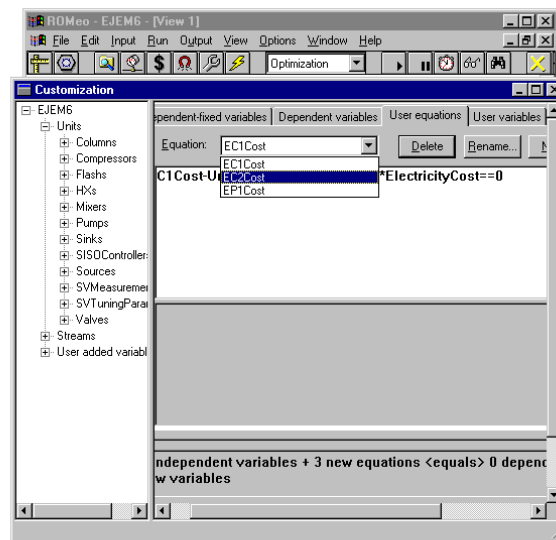 ROMeo - EJEM6 - [View 1]
File Edit Input Run Output View Options Window Help
Optimization
Customization
EJEM6
Units
Columns
Compressors
Flashs
HXs
Mixers
Pumps
Sinks
SISOController
Sources
SVMeasuremen
SVTuningParar
Valves
Streams
User added variabl
ependent-fixed variables Dependent variables User equations User variables
Equation: EC1Cost Delete Rename... N
EC1Cost
EC2Cost
EP1Cost
C1Cost-Un *ElectricityCost==0
ndependent variables + 3 new equations <equals> 0 depend
w variables